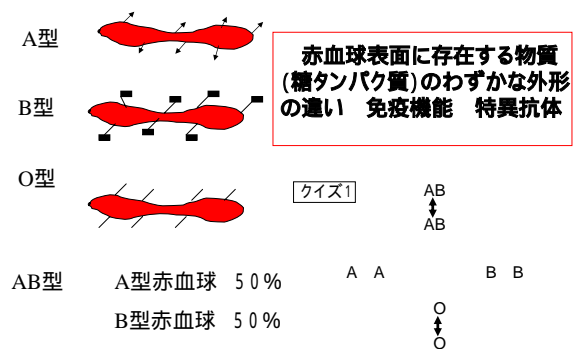 A型
赤血球表面に存在する物質
(糖タンパク質)のわずかな外形
の違い 免疫機能 特異抗体
B型
O型
クイズ1
AB
AB
AB型
A型赤血球 50%
A A
B B
B型赤血球 50%
O
O